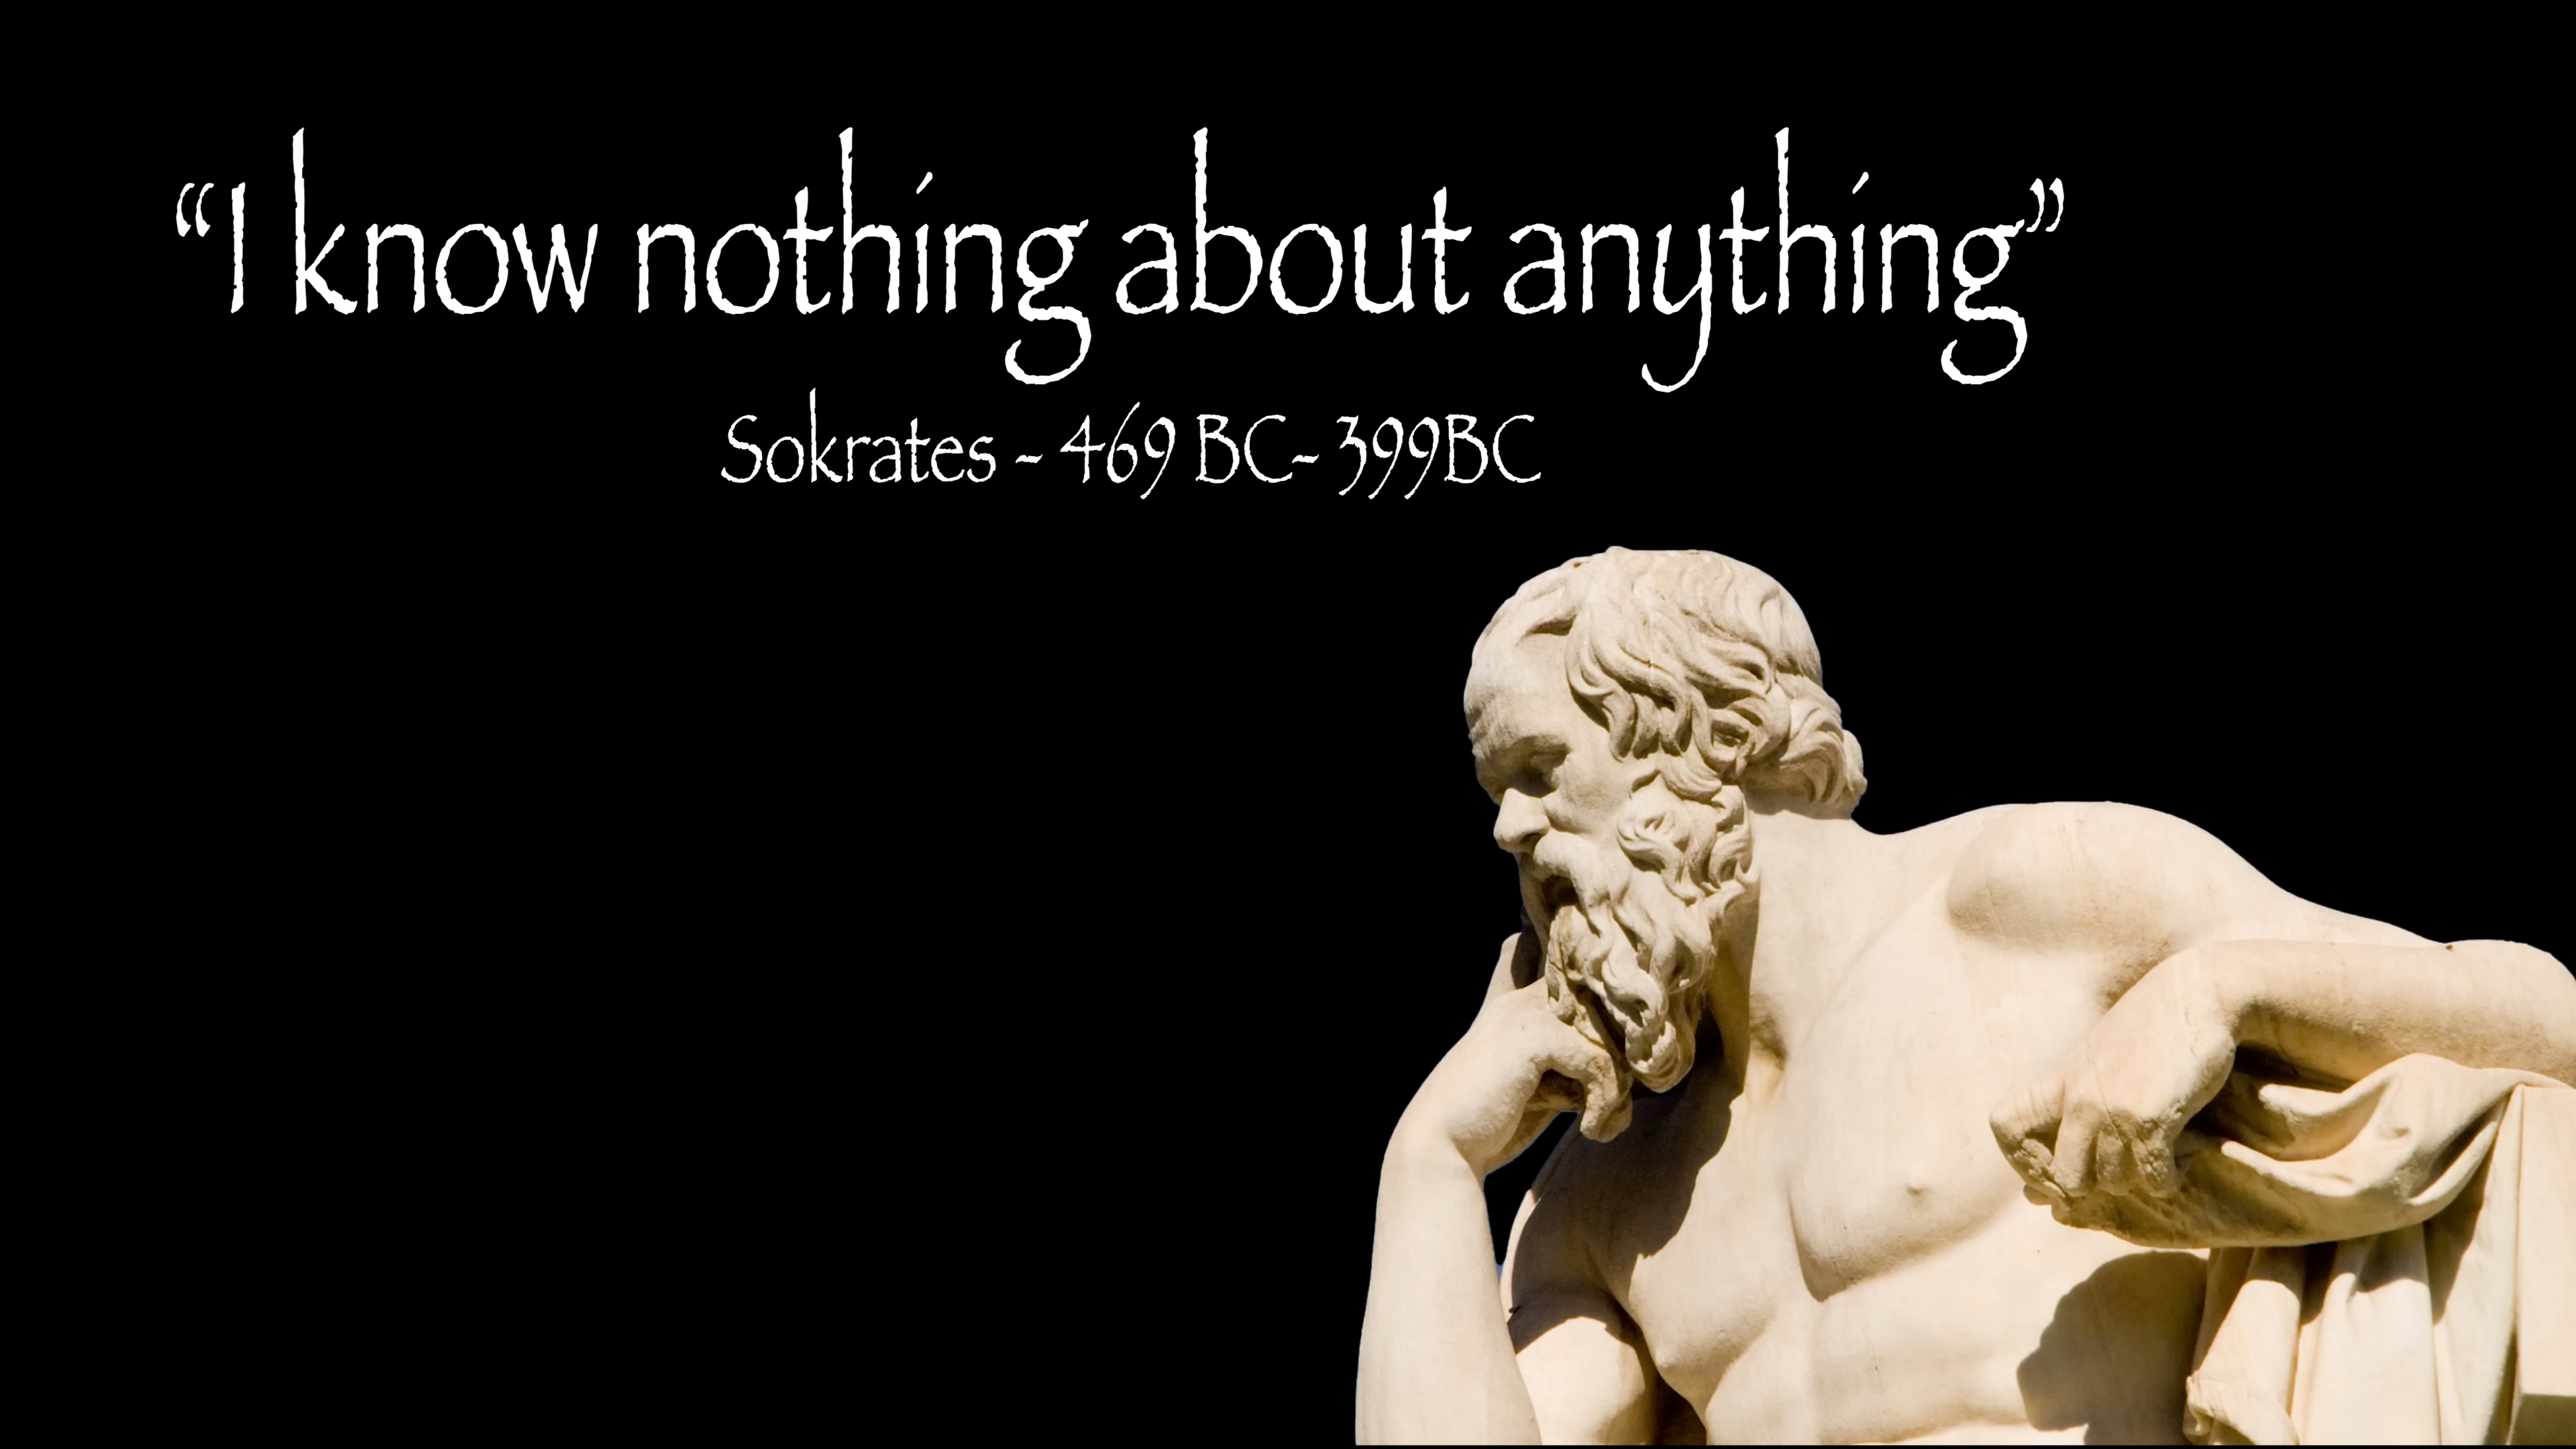 “I know nothing about anything”
Sokrates - 469 BC- 399BC